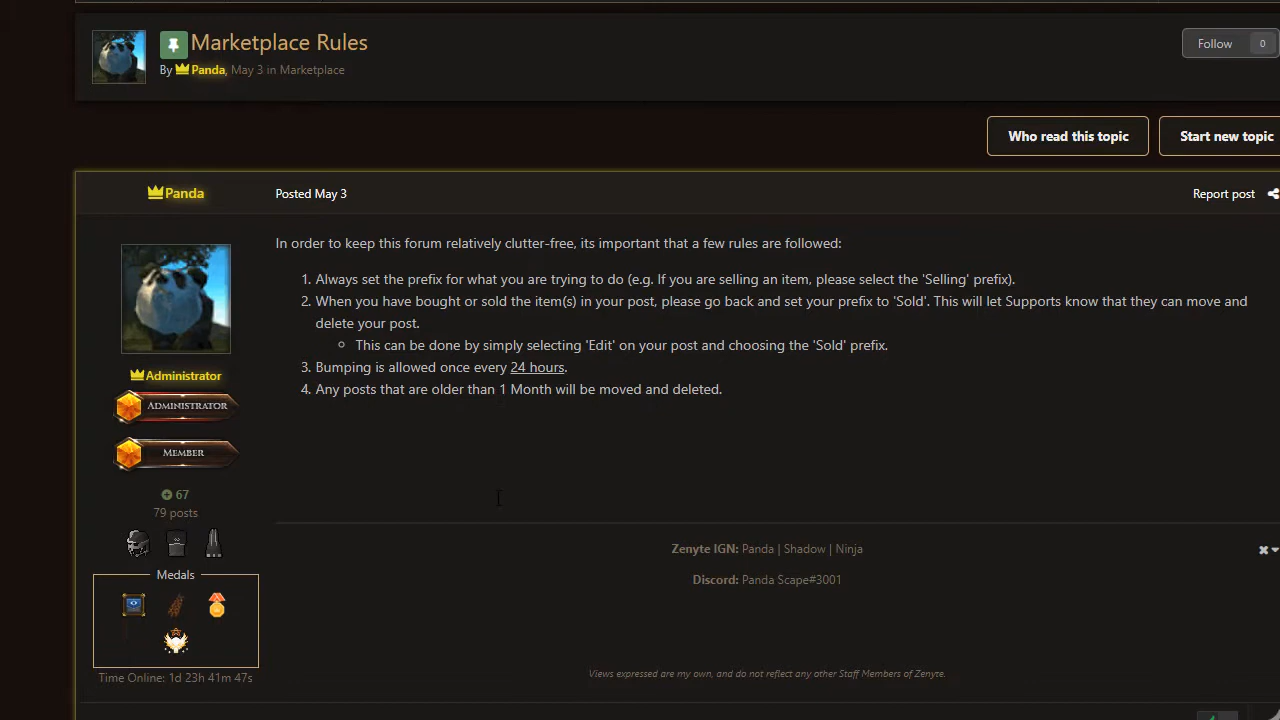 Marketplace Rules
By Panda, May 3 in Marketplace
Follow 0
Who read this topic
Start new topic
Panda
Posted May 3
Report post
In order to keep this forum relatively clutter-free, its important that a few rules are followed:
1. Always set the prefix for what you are trying to do (e.g. If you are selling an item, please select the 'Selling' prefix).
2. When you have bought or sold the item(s) in your post, please go back and set your prefix to 'Sold'. This will let Supports know that they can move and
delete your post.
This can be done by simply selecting 'Edit' on your post and choosing the 'Sold' prefix.
3. Bumping is allowed once every 24 hours.
4. Any posts that are older than 1 Month will be moved and deleted.
Administrator
ADMINISTRATOR
MEMBER
67
79 posts
Medals
Time Online: 1d 23h 41m 47s
Zenyte IGN: Panda | Shadow | Ninja
Discord: Panda Scape#3001
Views expressed are my own, and do not reflect any other Staff Members of Zenyte.